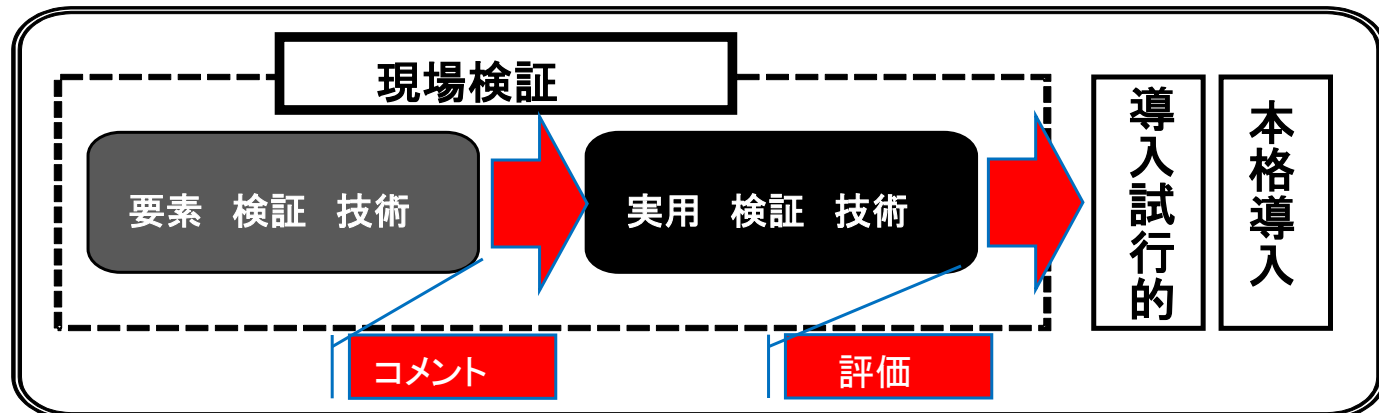 現場検証
要素　検証　技術
実用　検証　技術
導入試行的
本格導入
コメント
評価